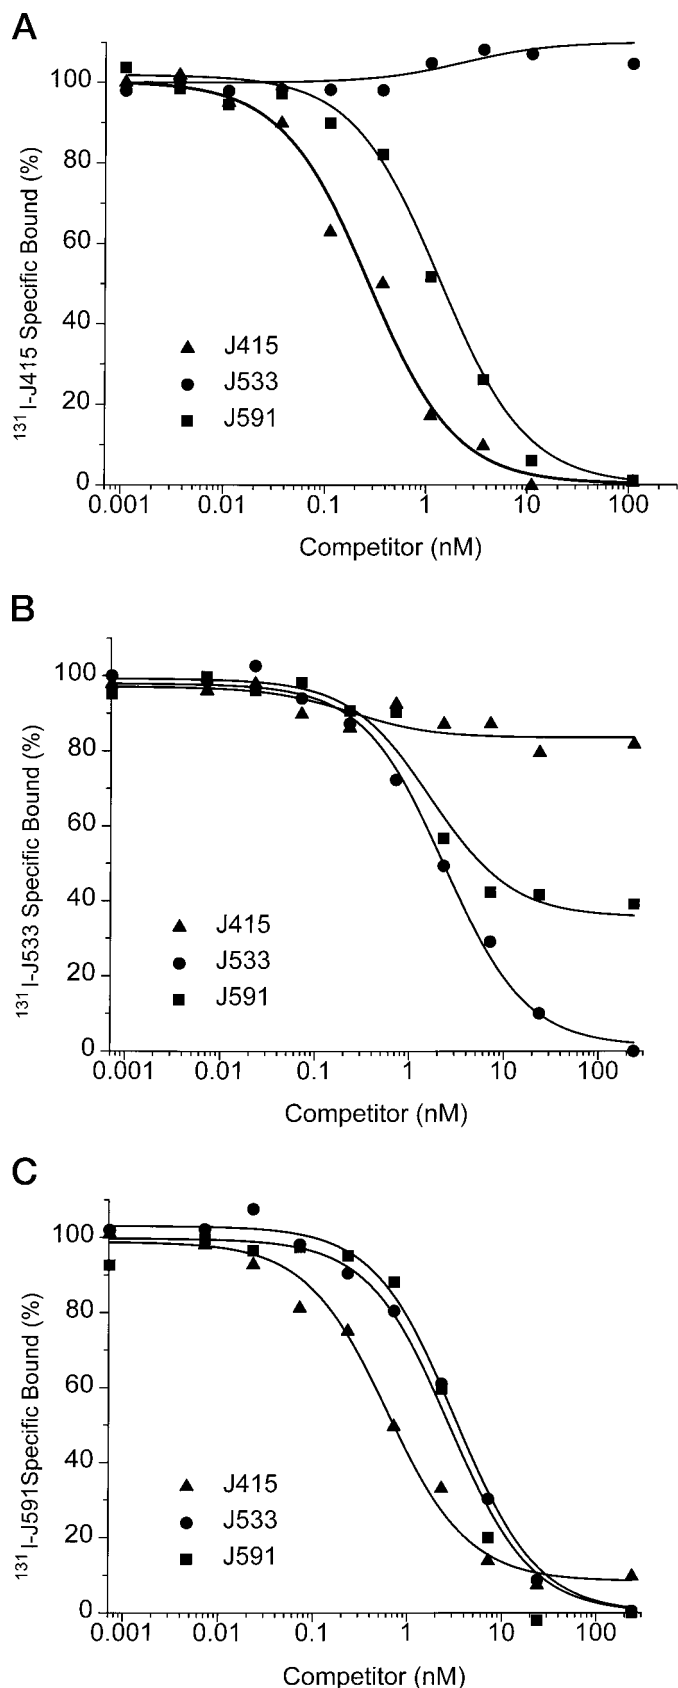 A
¹³¹I-J415 Specific Bound (%)
100
80
60
40
20
0
J415
J533
J591
0.001 0.01 0.1 1 10 100
Competitor (nM)
B
¹³¹I-J533 Specific Bound (%)
100
80
60
40
20
0
J415
J533
J591
0.001 0.01 0.1 1 10 100
Competitor (nM)
C
¹³¹I-J591Specific Bound (%)
100
80
60
40
20
0
J415
J533
J591
0.001 0.01 0.1 1 10 100
Competitor (nM)